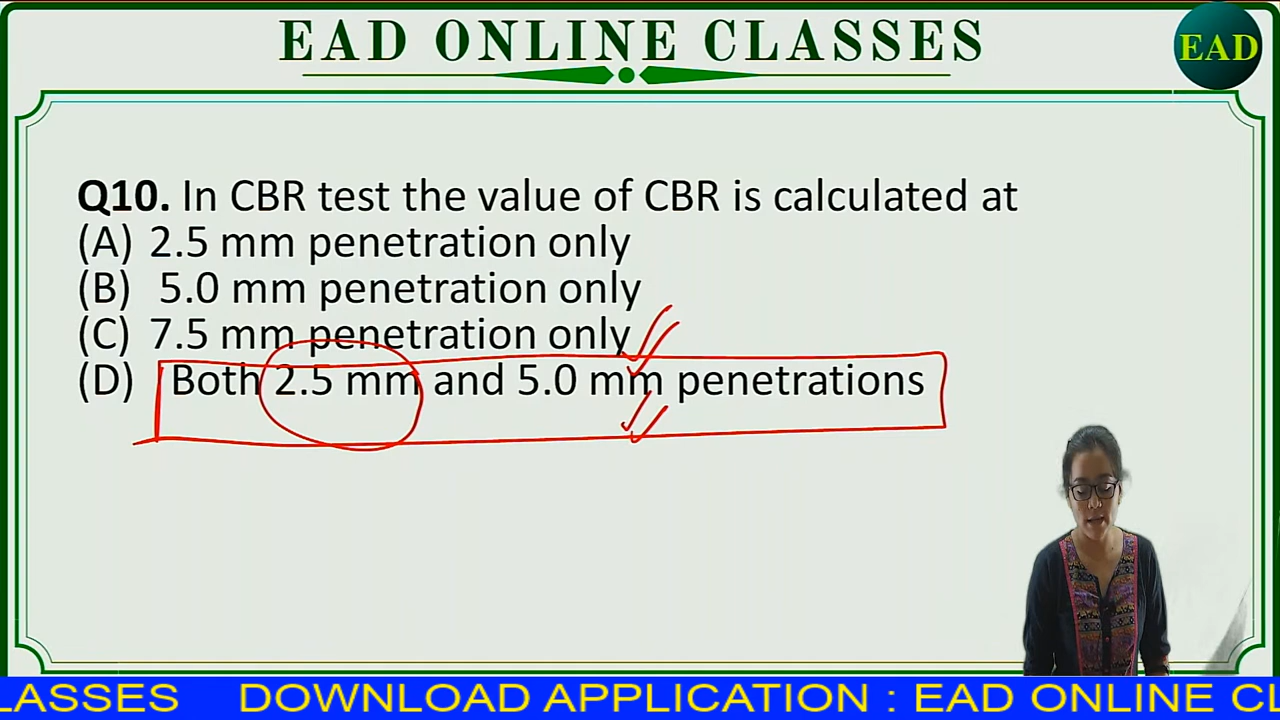 EAD ONLINE CLASSES
EAD
Q10. In CBR test the value of CBR is calculated at
(A) 2.5 mm penetration only
(B) 5.0 mm penetration only
(C) 7.5 mm penetration only
(D) Both 2.5 mm and 5.0 mm penetrations
LASSES DOWNLOAD APPLICATION : EAD ONLINE CL